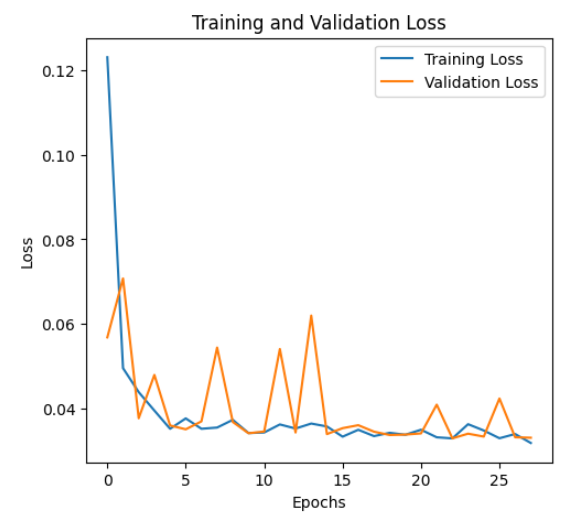 Training and Validation Loss
Training Loss
Validation Loss
0.12
0.10
0.08
0.06
0.04
Loss
0
5
10
15
20
25
Epochs